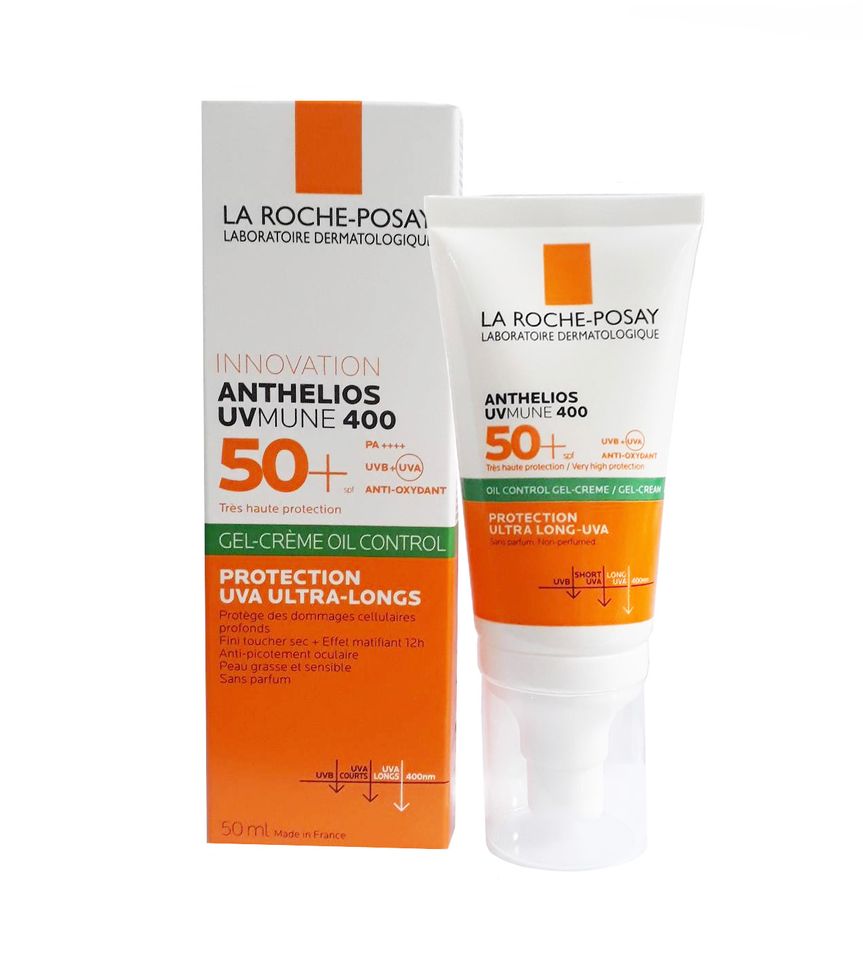 LA ROCHE-POSAY
LABORATOIRE DERMATOLOGIQUE
INNOVATION
ANTHELIOS
UVMUNE 400
50+ spf
PA ++++
UVB+UVA
ANTI-OXYDANT
Très haute protection
GEL-CRÈME OIL CONTROL
PROTECTION
UVA ULTRA-LONGS
Protège des dommages cellulaires
profonds
Fini toucher sec + Effet matifiant 12h
Anti-picotement oculaire
Peau grasse et sensible
Sans parfum
UVB UVA COURTS UVA LONGS 400nm
50 ml Made in France
LA ROCHE-POSAY
LABORATOIRE DERMATOLOGIQUE
ANTHELIOS
UVMUNE 400
50+ spf
UVB+UVA
ANTI-OXYDANT
Très haute protection / Very high protection
OIL CONTROL GEL-CREME / GEL-CREAM
PROTECTION
ULTRA LONG-UVA
Sans parfum. Non-perfumed.
UVB SHORT UVA LONG UVA 400nm